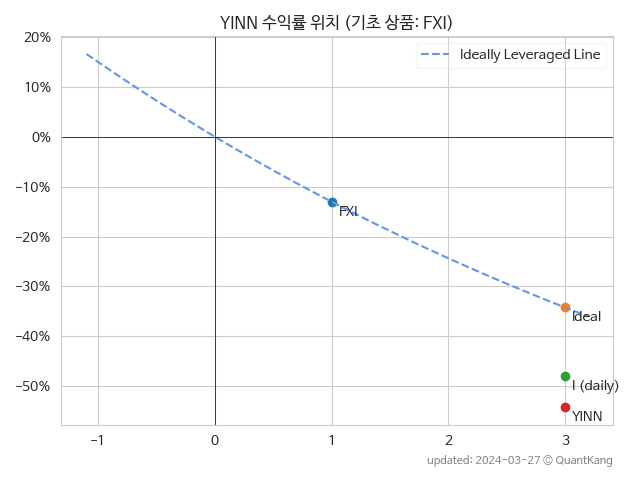 YINN 수익률 위치 (기초 상품: FXI)
Ideally Leveraged Line
20%
10%
0%
-10%
-20%
-30%
-40%
-50%
FXI
Ideal
I (daily)
YINN
-1
0
1
2
3
updated: 2024-03-27 © QuantKang